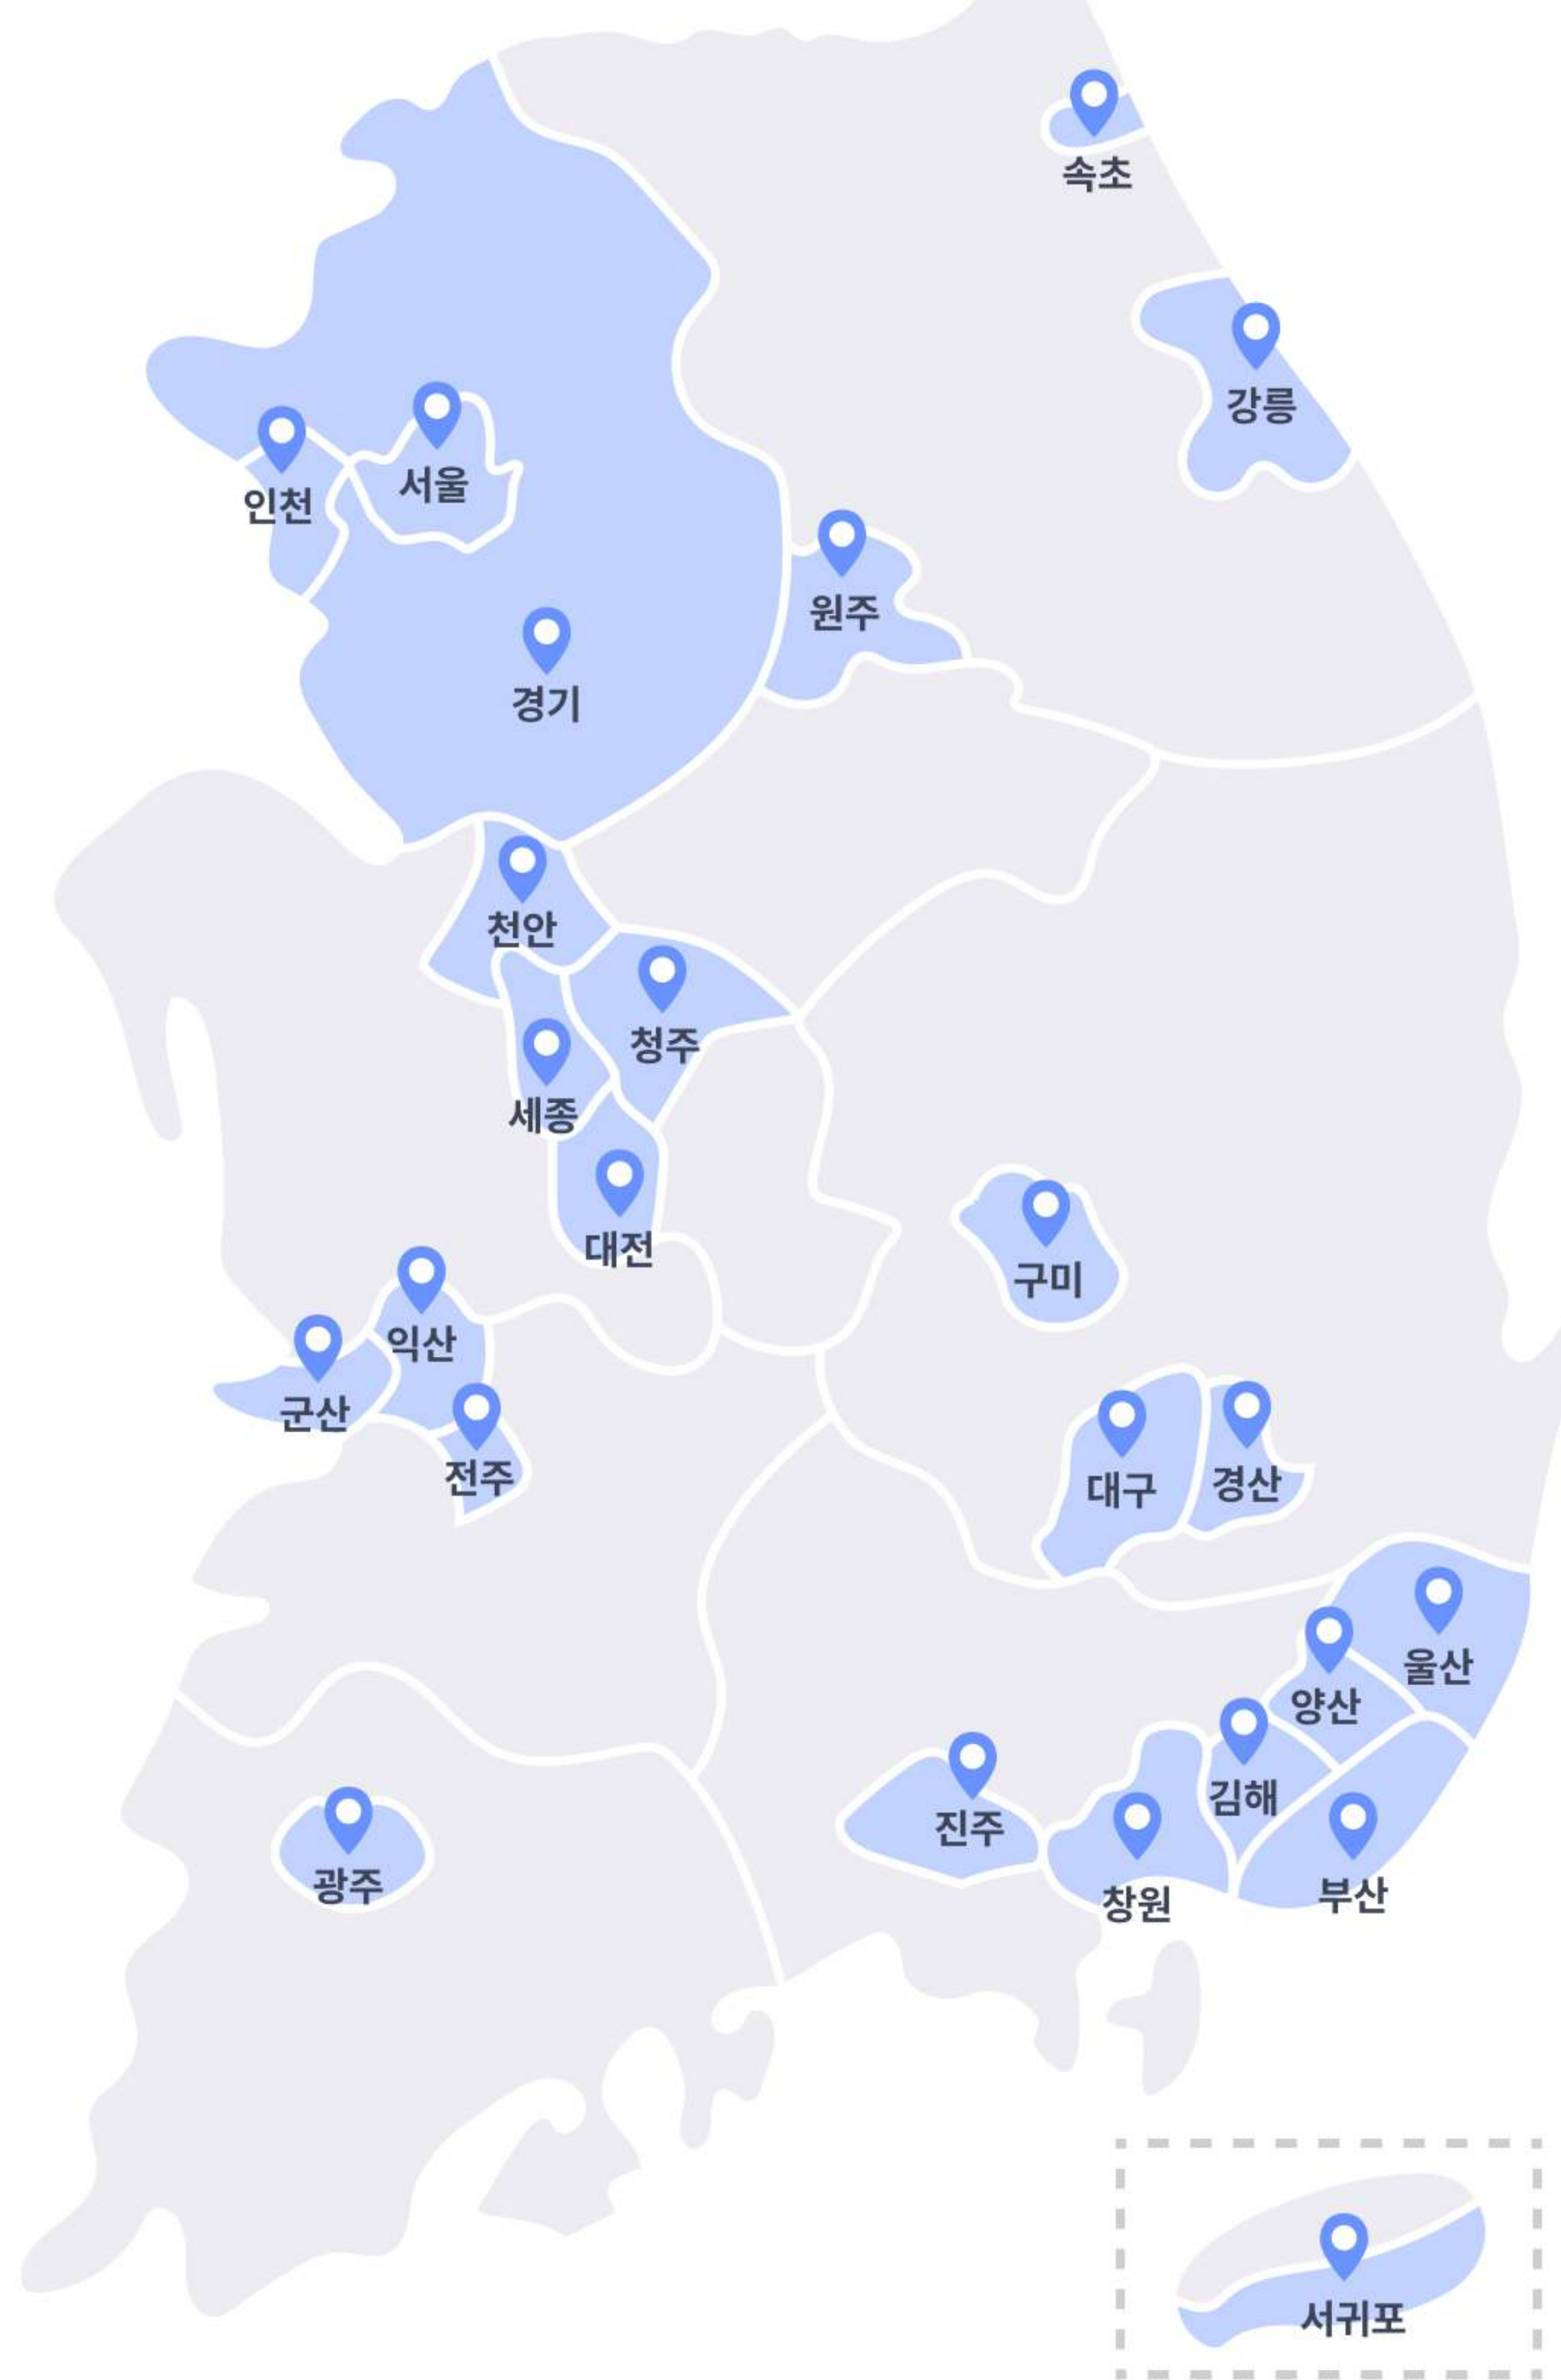 속초
강릉
서울
인천
원주
경기
천안
청주
세종
대전
구미
익산
군산
전주
대구
경산
울산
양산
김해
진주
창원
부산
광주
서귀포